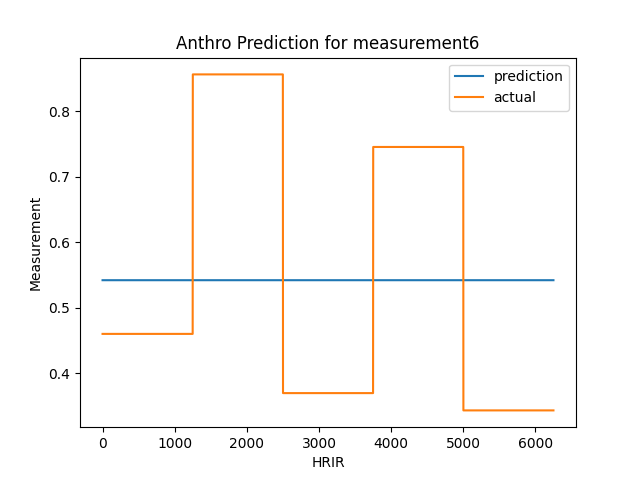 Anthro Prediction for measurement6
prediction
actual
Measurement
0.8
0.7
0.6
0.5
0.4
0 1000 2000 3000 4000 5000 6000
HRIR